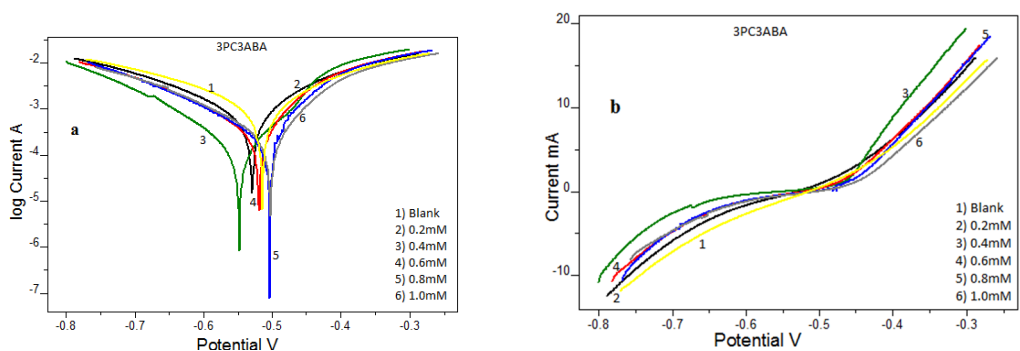 3PC3ABA
log Current A
-2
-3
-4
-5
-6
-7
a
1
2
3
4
5
6
1) Blank
2) 0.2mM
3) 0.4mM
4) 0.6mM
5) 0.8mM
6) 1.0mM
-0.8 -0.7 -0.6 -0.5 -0.4 -0.3
Potential V
3PC3ABA
Current mA
20
10
0
-10
b
5
3
6
1
4
2
1) Blank
2) 0.2mM
3) 0.4mM
4) 0.6mM
5) 0.8mM
6) 1.0mM
-0.8 -0.7 -0.6 -0.5 -0.4 -0.3
Potential V